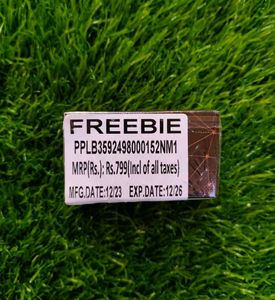 FREEBIE
PPLB3592498000152NM1
MRP(Rs.): Rs.799(Incl of all taxes)
MFG.DATE:12/23 EXP.DATE:12/26